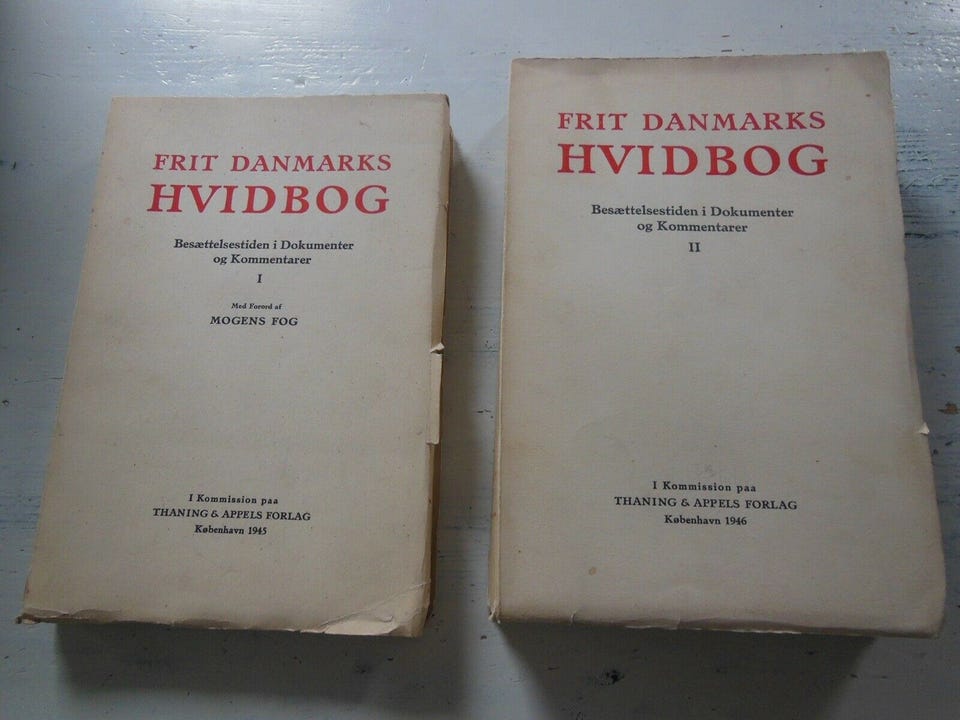 FRIT DANMARKS
HVIDBOG
Besættelsestiden i Dokumenter
og Kommentarer
I
Med Forord af
MOGENS FOG
I Kommission paa
THANING & APPELS FORLAG
København 1945
FRIT DANMARKS
HVIDBOG
Besættelsestiden i Dokumenter
og Kommentarer
II
I Kommission paa
THANING & APPELS FORLAG
København 1946